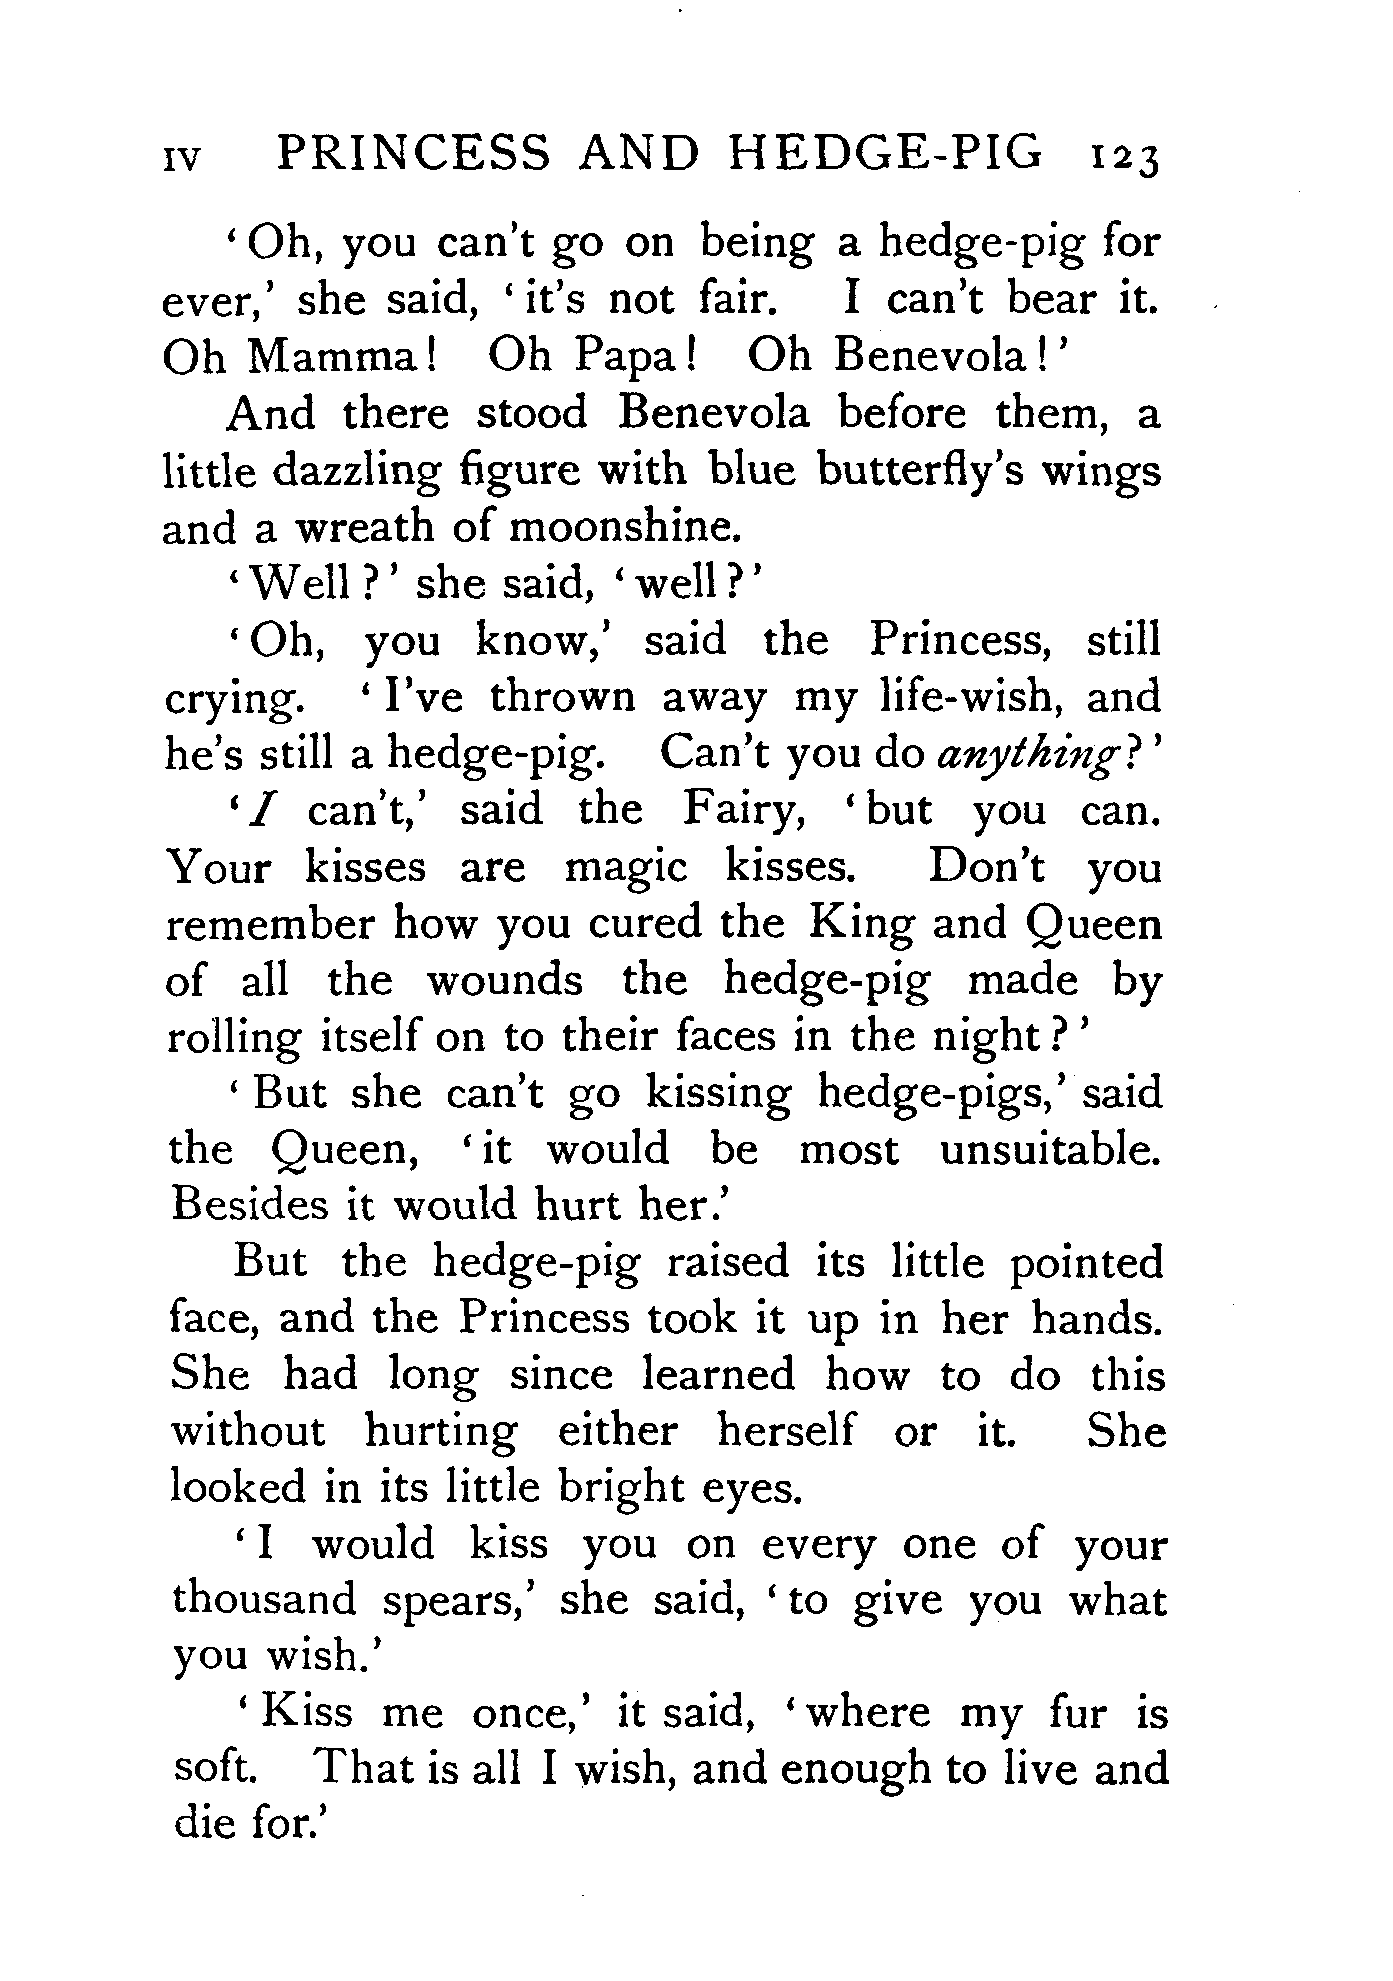 IV PRINCESS AND HEDGE-PIG 123
‘Oh, you can’t go on being a hedge-pig for
ever,’ she said, ‘it’s not fair. I can’t bear it.
Oh Mamma! Oh Papa! Oh Benevola!’
And there stood Benevola before them, a
little dazzling figure with blue butterfly’s wings
and a wreath of moonshine.
‘Well?’ she said, ‘well?’
‘Oh, you know,’ said the Princess, still
crying. ‘I’ve thrown away my life-wish, and
he’s still a hedge-pig. Can’t you do anything?’
‘I can’t,’ said the Fairy, ‘but you can.
Your kisses are magic kisses. Don’t you
remember how you cured the King and Queen
of all the wounds the hedge-pig made by
rolling itself on to their faces in the night?’
‘But she can’t go kissing hedge-pigs,’ said
the Queen, ‘it would be most unsuitable.
Besides it would hurt her.’
But the hedge-pig raised its little pointed
face, and the Princess took it up in her hands.
She had long since learned how to do this
without hurting either herself or it. She
looked in its little bright eyes.
‘I would kiss you on every one of your
thousand spears,’ she said, ‘to give you what
you wish.’
‘Kiss me once,’ it said, ‘where my fur is
soft. That is all I wish, and enough to live and
die for.’